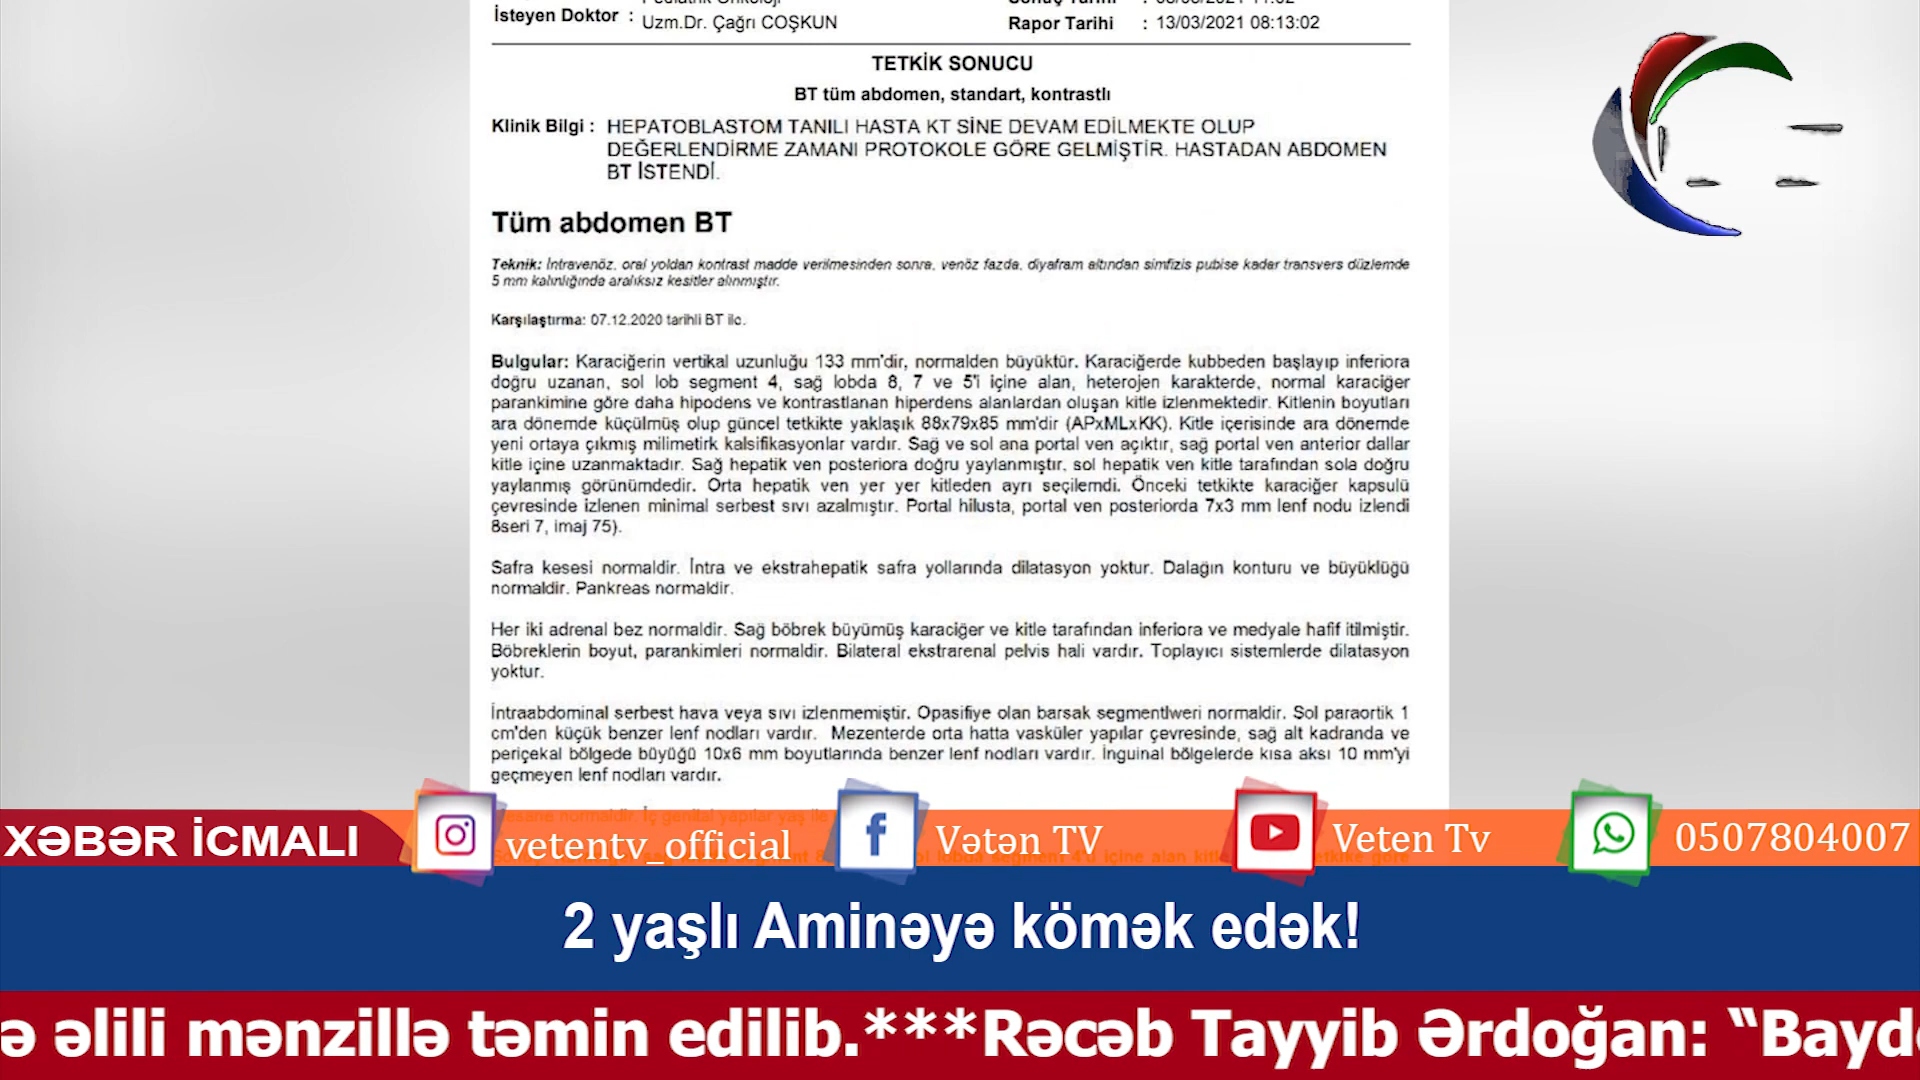 İsteyen Doktor : Uzm.Dr. Çağrı COŞKUN
Rapor Tarihi : 13/03/2021 08:13:02
TETKİK SONUCU
BT tüm abdomen, standart, kontrastlı
Klinik Bilgi : HEPATOBLASTOM TANILI HASTA KT SİNE DEVAM EDİLMEKTE OLUP
DEĞERLENDİRME ZAMANI PROTOKOLE GÖRE GELMİŞTİR. HASTADAN ABDOMEN
BT İSTENDİ.
Tüm abdomen BT
Teknik: İntravenöz, oral yoldan kontrast madde verilmesinden sonra, venöz fazda, diyafram altından simfizis pubise kadar transvers düzlemde
5 mm kalınlığında aralıksız kesitler alınmıştır.
Karşılaştırma: 07.12.2020 tarihli BT ile.
Bulgular: Karaciğerin vertikal uzunluğu 133 mm'dir, normalden büyüktür. Karaciğerde kubbeden başlayıp inferiora
doğru uzanan, sol lob segment 4, sağ lobda 8, 7 ve 5'i içine alan, heterojen karakterde, normal karaciğer
parankimine göre daha hipodens ve kontrastlanan hiperdens alanlardan oluşan kitle izlenmektedir. Kitlenin boyutları
ara dönemde küçülmüş olup güncel tetkikte yaklaşık 88x79x85 mm'dir (APxMLxKK). Kitle içerisinde ara dönemde
yeni ortaya çıkmış milimetirk kalsifikasyonlar vardır. Sağ ve sol ana portal ven açıktır, sağ portal ven anterior dallar
kitle içine uzanmaktadır. Sağ hepatik ven posteriora doğru yaylanmıştır, sol hepatik ven kitle tarafından sola doğru
yaylanmış görünümdedir. Orta hepatik ven yer yer kitleden ayrı seçilemdi. Önceki tetkikte karaciğer kapsulü
çevresinde izlenen minimal serbest sıvı azalmıştır. Portal hilusta, portal ven posteriorda 7x3 mm lenf nodu izlendi
8seri 7, imaj 75).
Safra kesesi normaldir. İntra ve ekstrahepatik safra yollarında dilatasyon yoktur. Dalağın konturu ve büyüklüğü
normaldir. Pankreas normaldir.
Her iki adrenal bez normaldir. Sağ böbrek büyümüş karaciğer ve kitle tarafından inferiora ve medyale hafif itilmiştir.
Böbreklerin boyut, parankimleri normaldir. Bilateral ekstrarenal pelvis hali vardır. Toplayıcı sistemlerde dilatasyon
yoktur.
İntraabdominal serbest hava veya sıvı izlenmemiştir. Opasifiye olan barsak segmentlweri normaldir. Sol paraortik 1
cm'den küçük benzer lenf nodları vardır. Mezenterde orta hatta vasküler yapılar çevresinde, sağ alt kadranda ve
periçekal bölgede büyüğü 10x6 mm boyutlarında benzer lenf nodları vardır. İnguinal bölgelerde kısa aksı 10 mm'yi
geçmeyen lenf nodları vardır.
XƏBƏR İCMALI
vetentv_official
Vətən TV
Veten Tv
0507804007
2 yaşlı Aminəyə kömək edək!
ə əlili mənzillə təmin edilib.***Rəcəb Tayyib Ərdoğan: “Bayd